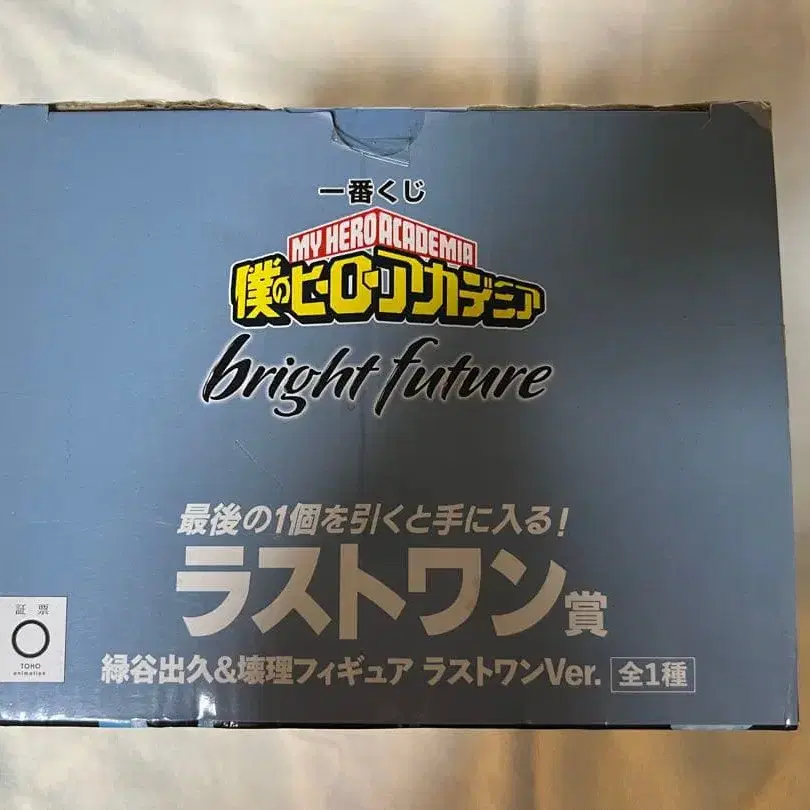 一番くじ
MY HERO ACADEMIA
僕のヒーローアカデミア
bright future
最後の1個を引くと手に入る!
ラストワン賞
緑谷出久&壊理フィギュア ラストワンVer. 全1種
証票
TOHO
animation